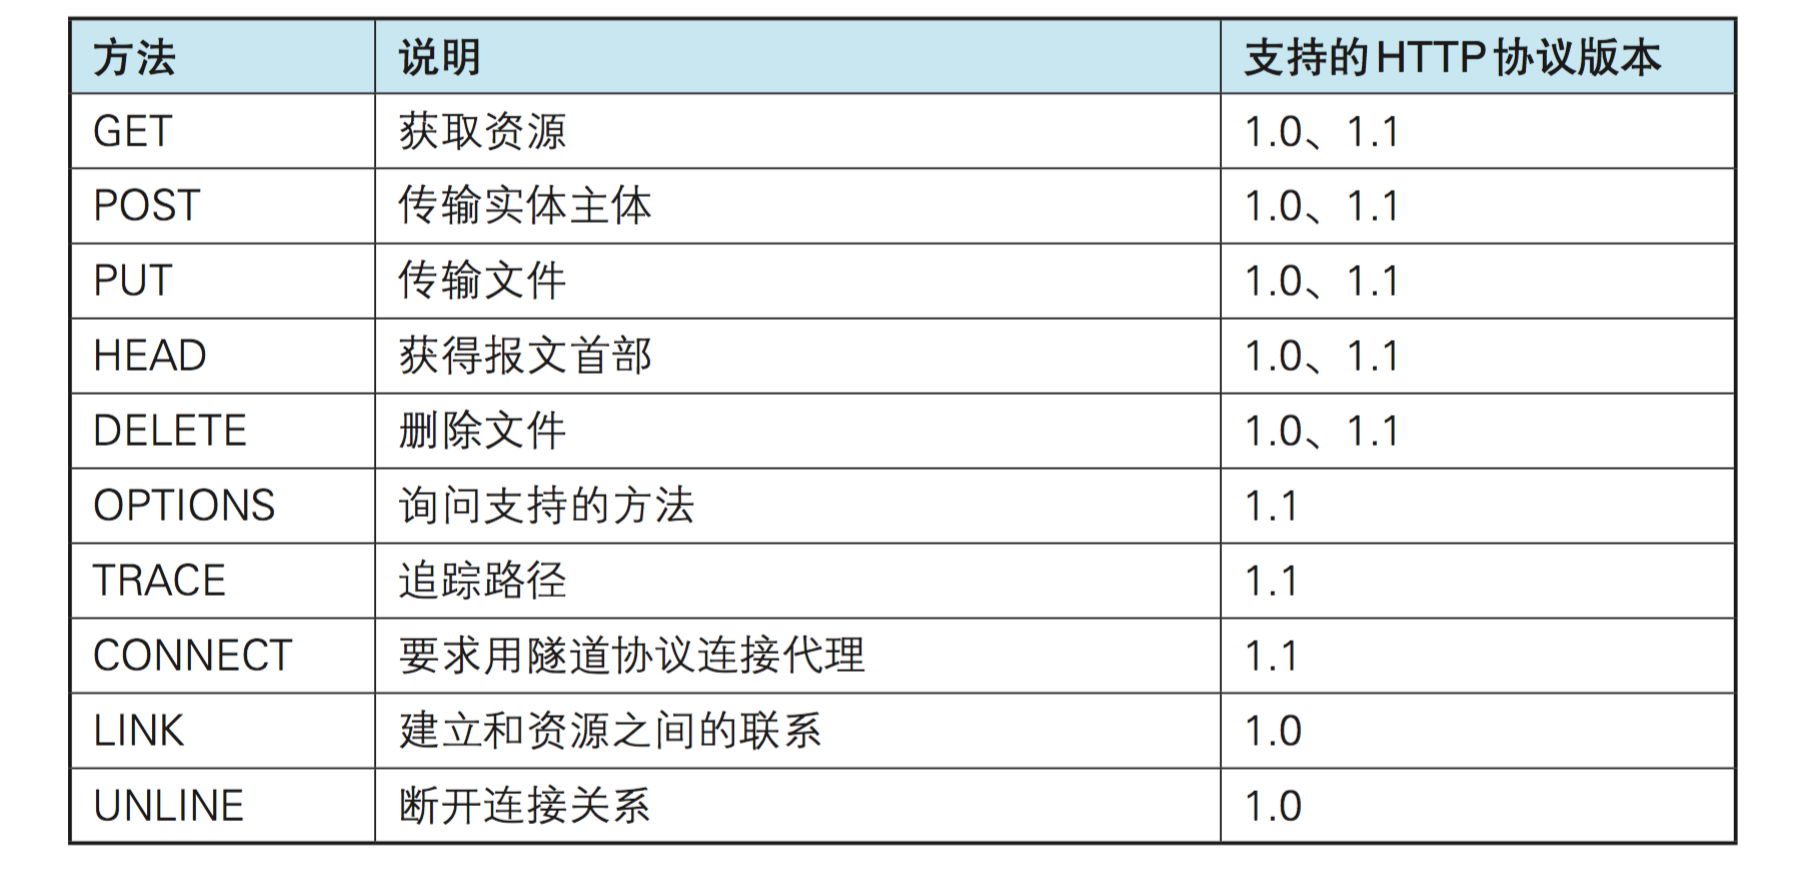 方法 说明 支持的HTTP协议版本
GET 获取资源 1.0、1.1
POST 传输实体主体 1.0、1.1
PUT 传输文件 1.0、1.1
HEAD 获得报文首部 1.0、1.1
DELETE 删除文件 1.0、1.1
OPTIONS 询问支持的方法 1.1
TRACE 追踪路径 1.1
CONNECT 要求用隧道协议连接代理 1.1
LINK 建立和资源之间的联系 1.0
UNLINE 断开连接关系 1.0